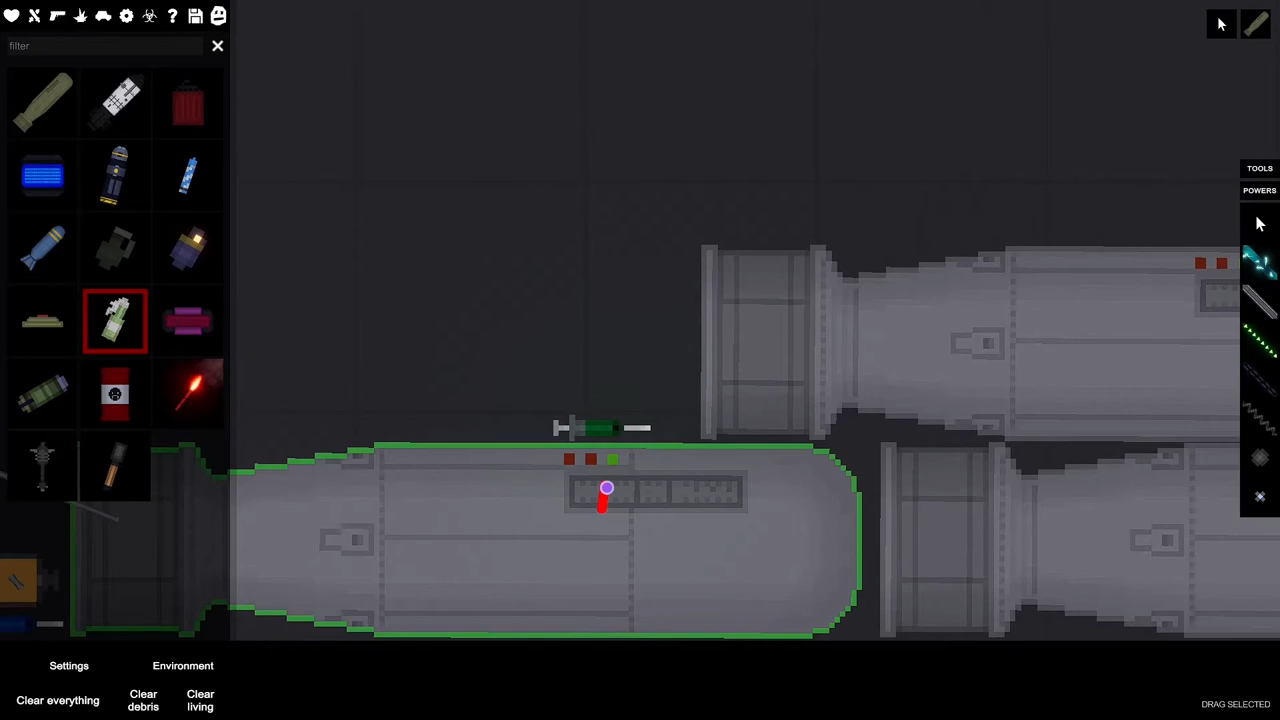 ?
filter
TOOLS
POWERS
Settings
Environment
Clear everything
Clear
debris
Clear
living
DRAG SELECTED